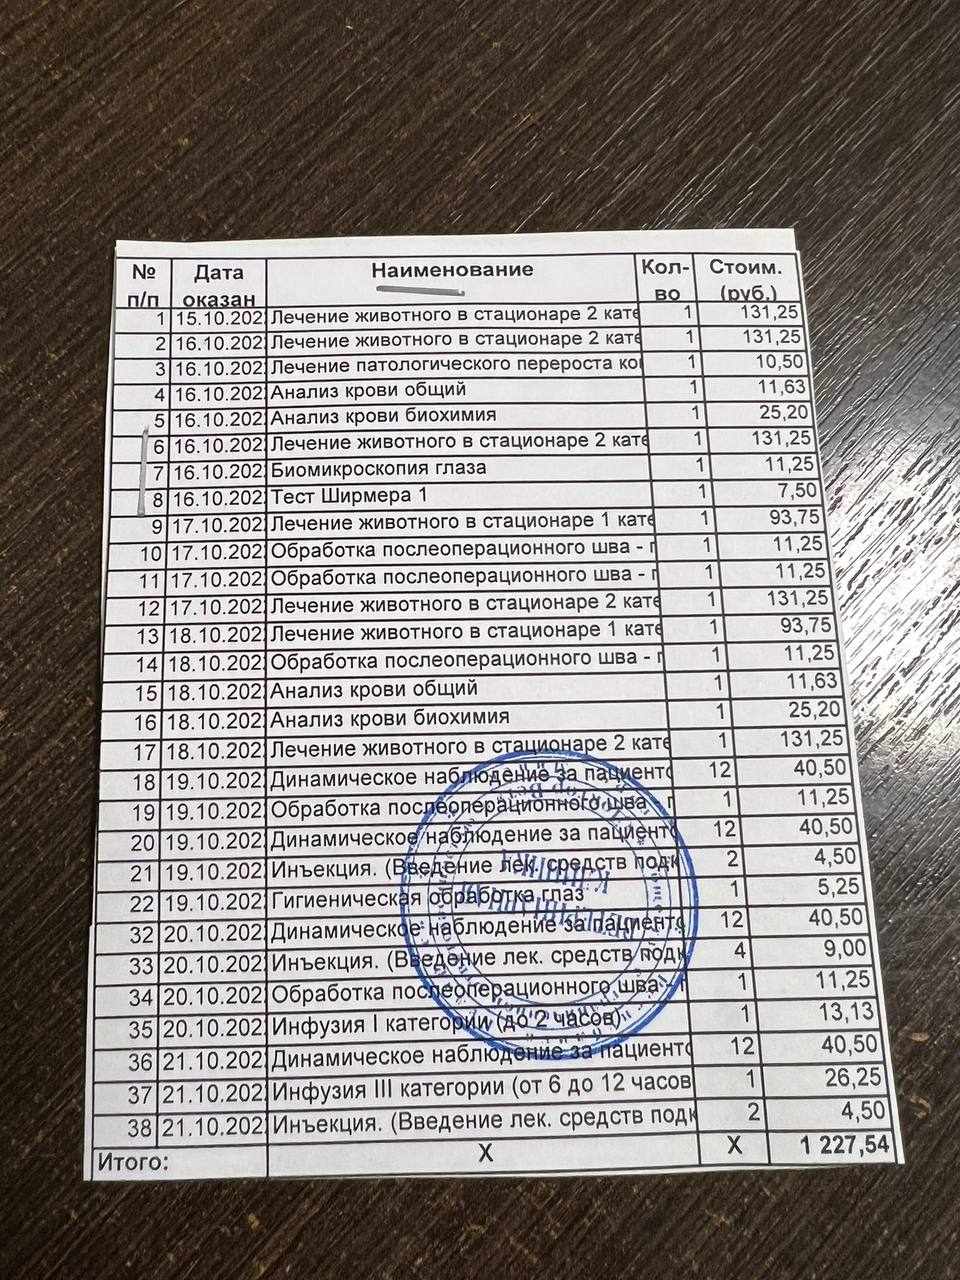 № п/п Дата оказан Наименование Кол-во Стоим. (руб.)
1 15.10.202 Лечение животного в стационаре 2 кате 1 131,25
2 16.10.202 Лечение животного в стационаре 2 кате 1 131,25
3 16.10.202 Лечение патологического перероста ко 1 10,50
4 16.10.202 Анализ крови общий 1 11,63
5 16.10.202 Анализ крови биохимия 1 25,20
6 16.10.202 Лечение животного в стационаре 2 кате 1 131,25
7 16.10.202 Биомикроскопия глаза 1 11,25
8 16.10.202 Тест Ширмера 1 1 7,50
9 17.10.202 Лечение животного в стационаре 1 кате 1 93,75
10 17.10.202 Обработка послеоперационного шва - г 1 11,25
11 17.10.202 Обработка послеоперационного шва - г 1 11,25
12 17.10.202 Лечение животного в стационаре 2 кате 1 131,25
13 18.10.202 Лечение животного в стационаре 1 кате 1 93,75
14 18.10.202 Обработка послеоперационного шва - г 1 11,25
15 18.10.202 Анализ крови общий 1 11,63
16 18.10.202 Анализ крови биохимия 1 25,20
17 18.10.202 Лечение животного в стационаре 2 кате 1 131,25
18 19.10.202 Динамическое наблюдение за пациенто 12 40,50
19 19.10.202 Обработка послеоперационного шва - г 1 11,25
20 19.10.202 Динамическое наблюдение за пациенто 12 40,50
21 19.10.202 Инъекция. (Введение лек. средств подк 2 4,50
22 19.10.202 Гигиеническая обработка глаз 1 5,25
32 20.10.202 Динамическое наблюдение за пациенто 12 40,50
33 20.10.202 Инъекция. (Введение лек. средств подк 4 9,00
34 20.10.202 Обработка послеоперационного шва - 1 11,25
35 20.10.202 Инфузия I категории (до 2 часов) 1 13,13
36 21.10.202 Динамическое наблюдение за пациенто 12 40,50
37 21.10.202 Инфузия III категории (от 6 до 12 часов 1 26,25
38 21.10.202 Инъекция. (Введение лек. средств подк 2 4,50
Итого: X X 1 227,54
ВЕТЕРИНАРНАЯ
КЛИНИКА